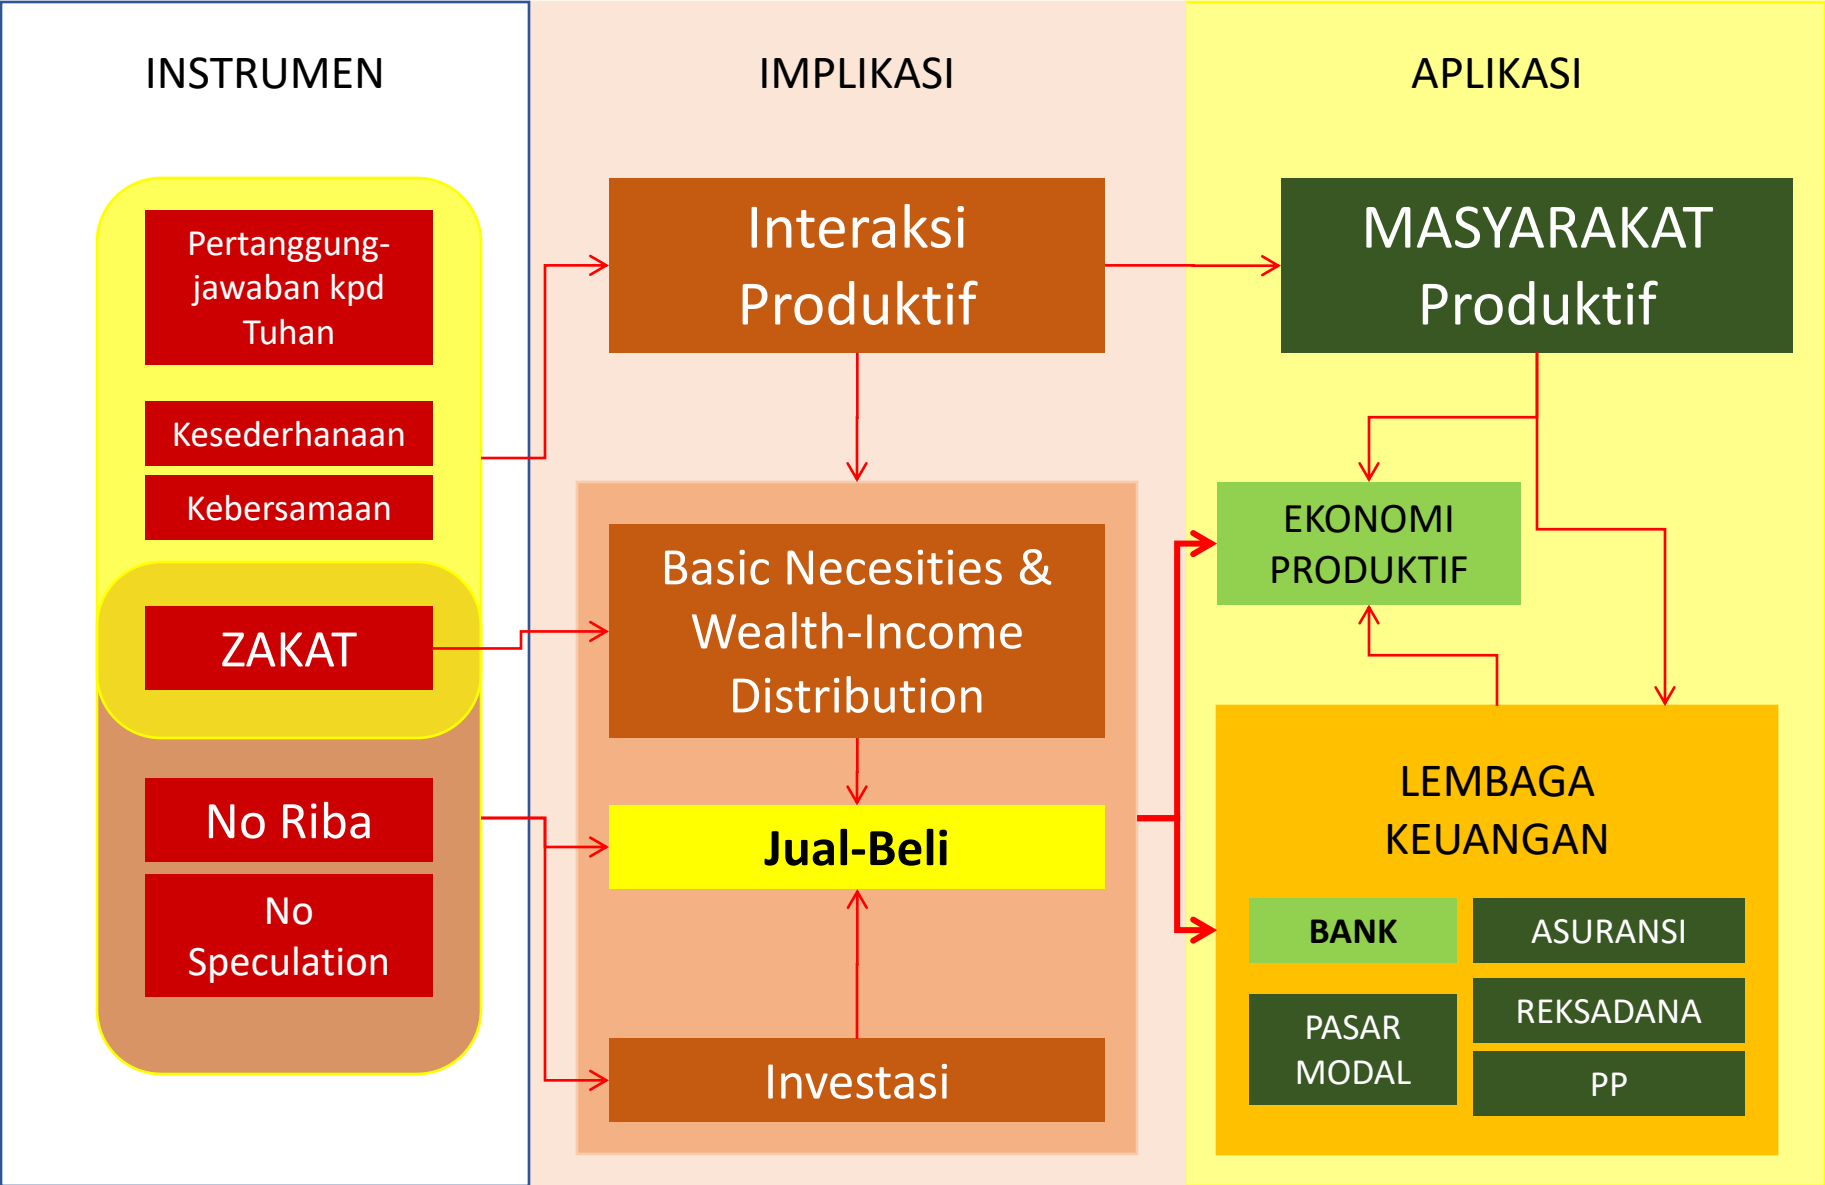 INSTRUMEN
Pertanggung-
jawaban kpd
Tuhan
Kesederhanaan
Kebersamaan
ZAKAT
No Riba
No
Speculation
IMPLIKASI
Interaksi
Produktif
Basic Necesities &
Wealth-Income
Distribution
Jual-Beli
Investasi
APLIKASI
MASYARAKAT
Produktif
EKONOMI
PRODUKTIF
LEMBAGA
KEUANGAN
BANK
ASURANSI
PASAR
MODAL
REKSADANA
PP